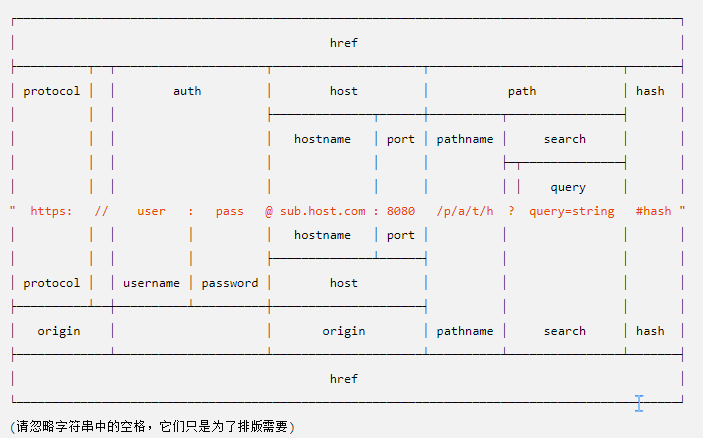 href
protocol auth host path hash
hostname port pathname search
query
" https: // user : pass @ sub.host.com : 8080 /p/a/t/h ? query=string #hash "
hostname port
protocol username password host
origin origin pathname search hash
href
(请忽略字符串中的空格，它们只是为了排版需要)